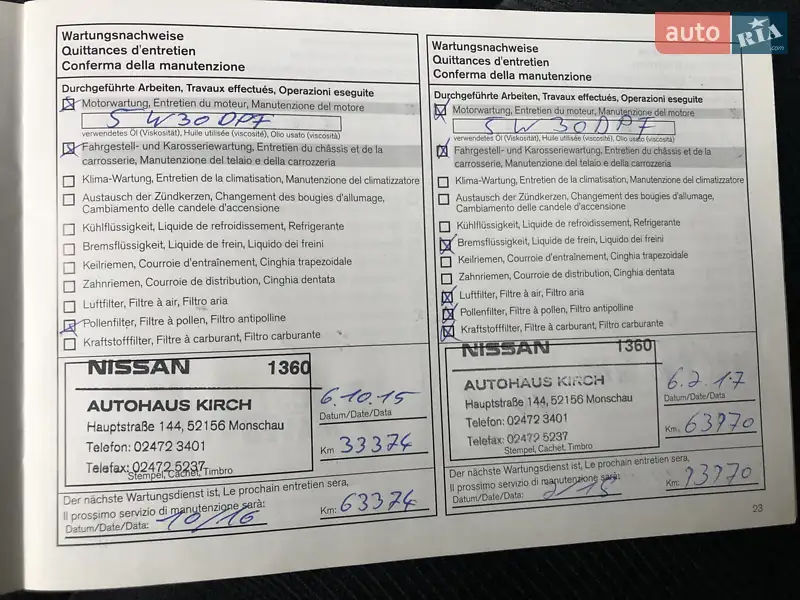 auto RIA .com
Wartungsnachweise
Quittances d'entretien
Conferma della manutenzione
Durchgeführte Arbeiten, Travaux effectués, Operazioni eseguite
Motorwartung, Entretien du moteur, Manutenzione del motore
5W30DPF
verwendetes Öl (Viskosität), Huile utilisée (viscosité), Olio usato (viscosità)
Fahrgestell- und Karosseriewartung, Entretien du châssis et de la
carrosserie, Manutenzione del telaio e della carrozzeria
Klima-Wartung, Entretien de la climatisation, Manutenzione del climatizzatore
Austausch der Zündkerzen, Changement des bougies d'allumage,
Cambiamento delle candele d'accensione
Kühlflüssigkeit, Liquide de refroidissement, Refrigerante
Bremsflüssigkeit, Liquide de frein, Liquido dei freini
Keilriemen, Courroie d'entraînement, Cinghia trapezoidale
Zahnriemen, Courroie de distribution, Cinghia dentata
Luftfilter, Filtre à air, Filtro aria
Pollenfilter, Filtre à pollen, Filtro antipolline
Kraftstofffilter, Filtre à carburant, Filtro carburante
NISSAN 1360
AUTOHAUS KIRCH
Hauptstraße 144, 52156 Monschau
Telefon: 02472 3401
Telefax: 02472 5237
Stempel, Cachet, Timbro
6.10.15
Datum/Date/Data
Km 33374
Der nächste Wartungsdienst ist, Le prochain entretien sera,
Il prossimo servizio di manutenzione sarà:
Datum/Date/Data: 10/16 Km: 63374
Wartungsnachweise
Quittances d'entretien
Conferma della manutenzione
Durchgeführte Arbeiten, Travaux effectués, Operazioni eseguite
Motorwartung, Entretien du moteur, Manutenzione del motore
5W30DPF
verwendetes Öl (Viskosität), Huile utilisée (viscosité), Olio usato (viscosità)
Fahrgestell- und Karosseriewartung, Entretien du châssis et de la
carrosserie, Manutenzione del telaio e della carrozzeria
Klima-Wartung, Entretien de la climatisation, Manutenzione del climatizzatore
Austausch der Zündkerzen, Changement des bougies d'allumage,
Cambiamento delle candele d'accensione
Kühlflüssigkeit, Liquide de refroidissement, Refrigerante
Bremsflüssigkeit, Liquide de frein, Liquido dei freini
Keilriemen, Courroie d'entraînement, Cinghia trapezoidale
Zahnriemen, Courroie de distribution, Cinghia dentata
Luftfilter, Filtre à air, Filtro aria
Pollenfilter, Filtre à pollen, Filtro antipolline
Kraftstofffilter, Filtre à carburant, Filtro carburante
NISSAN 1360
AUTOHAUS KIRCH
Hauptstraße 144, 52156 Monschau
Telefon: 02472 3401
Telefax: 02472 5237
Stempel, Cachet, Timbro
6.2.17
Datum/Date/Data
Km. 63970
Der nächste Wartungsdienst ist, Le prochain entretien sera,
Il prossimo servizio di manutenzione sarà:
Datum/Date/Data: Km: 93970
23